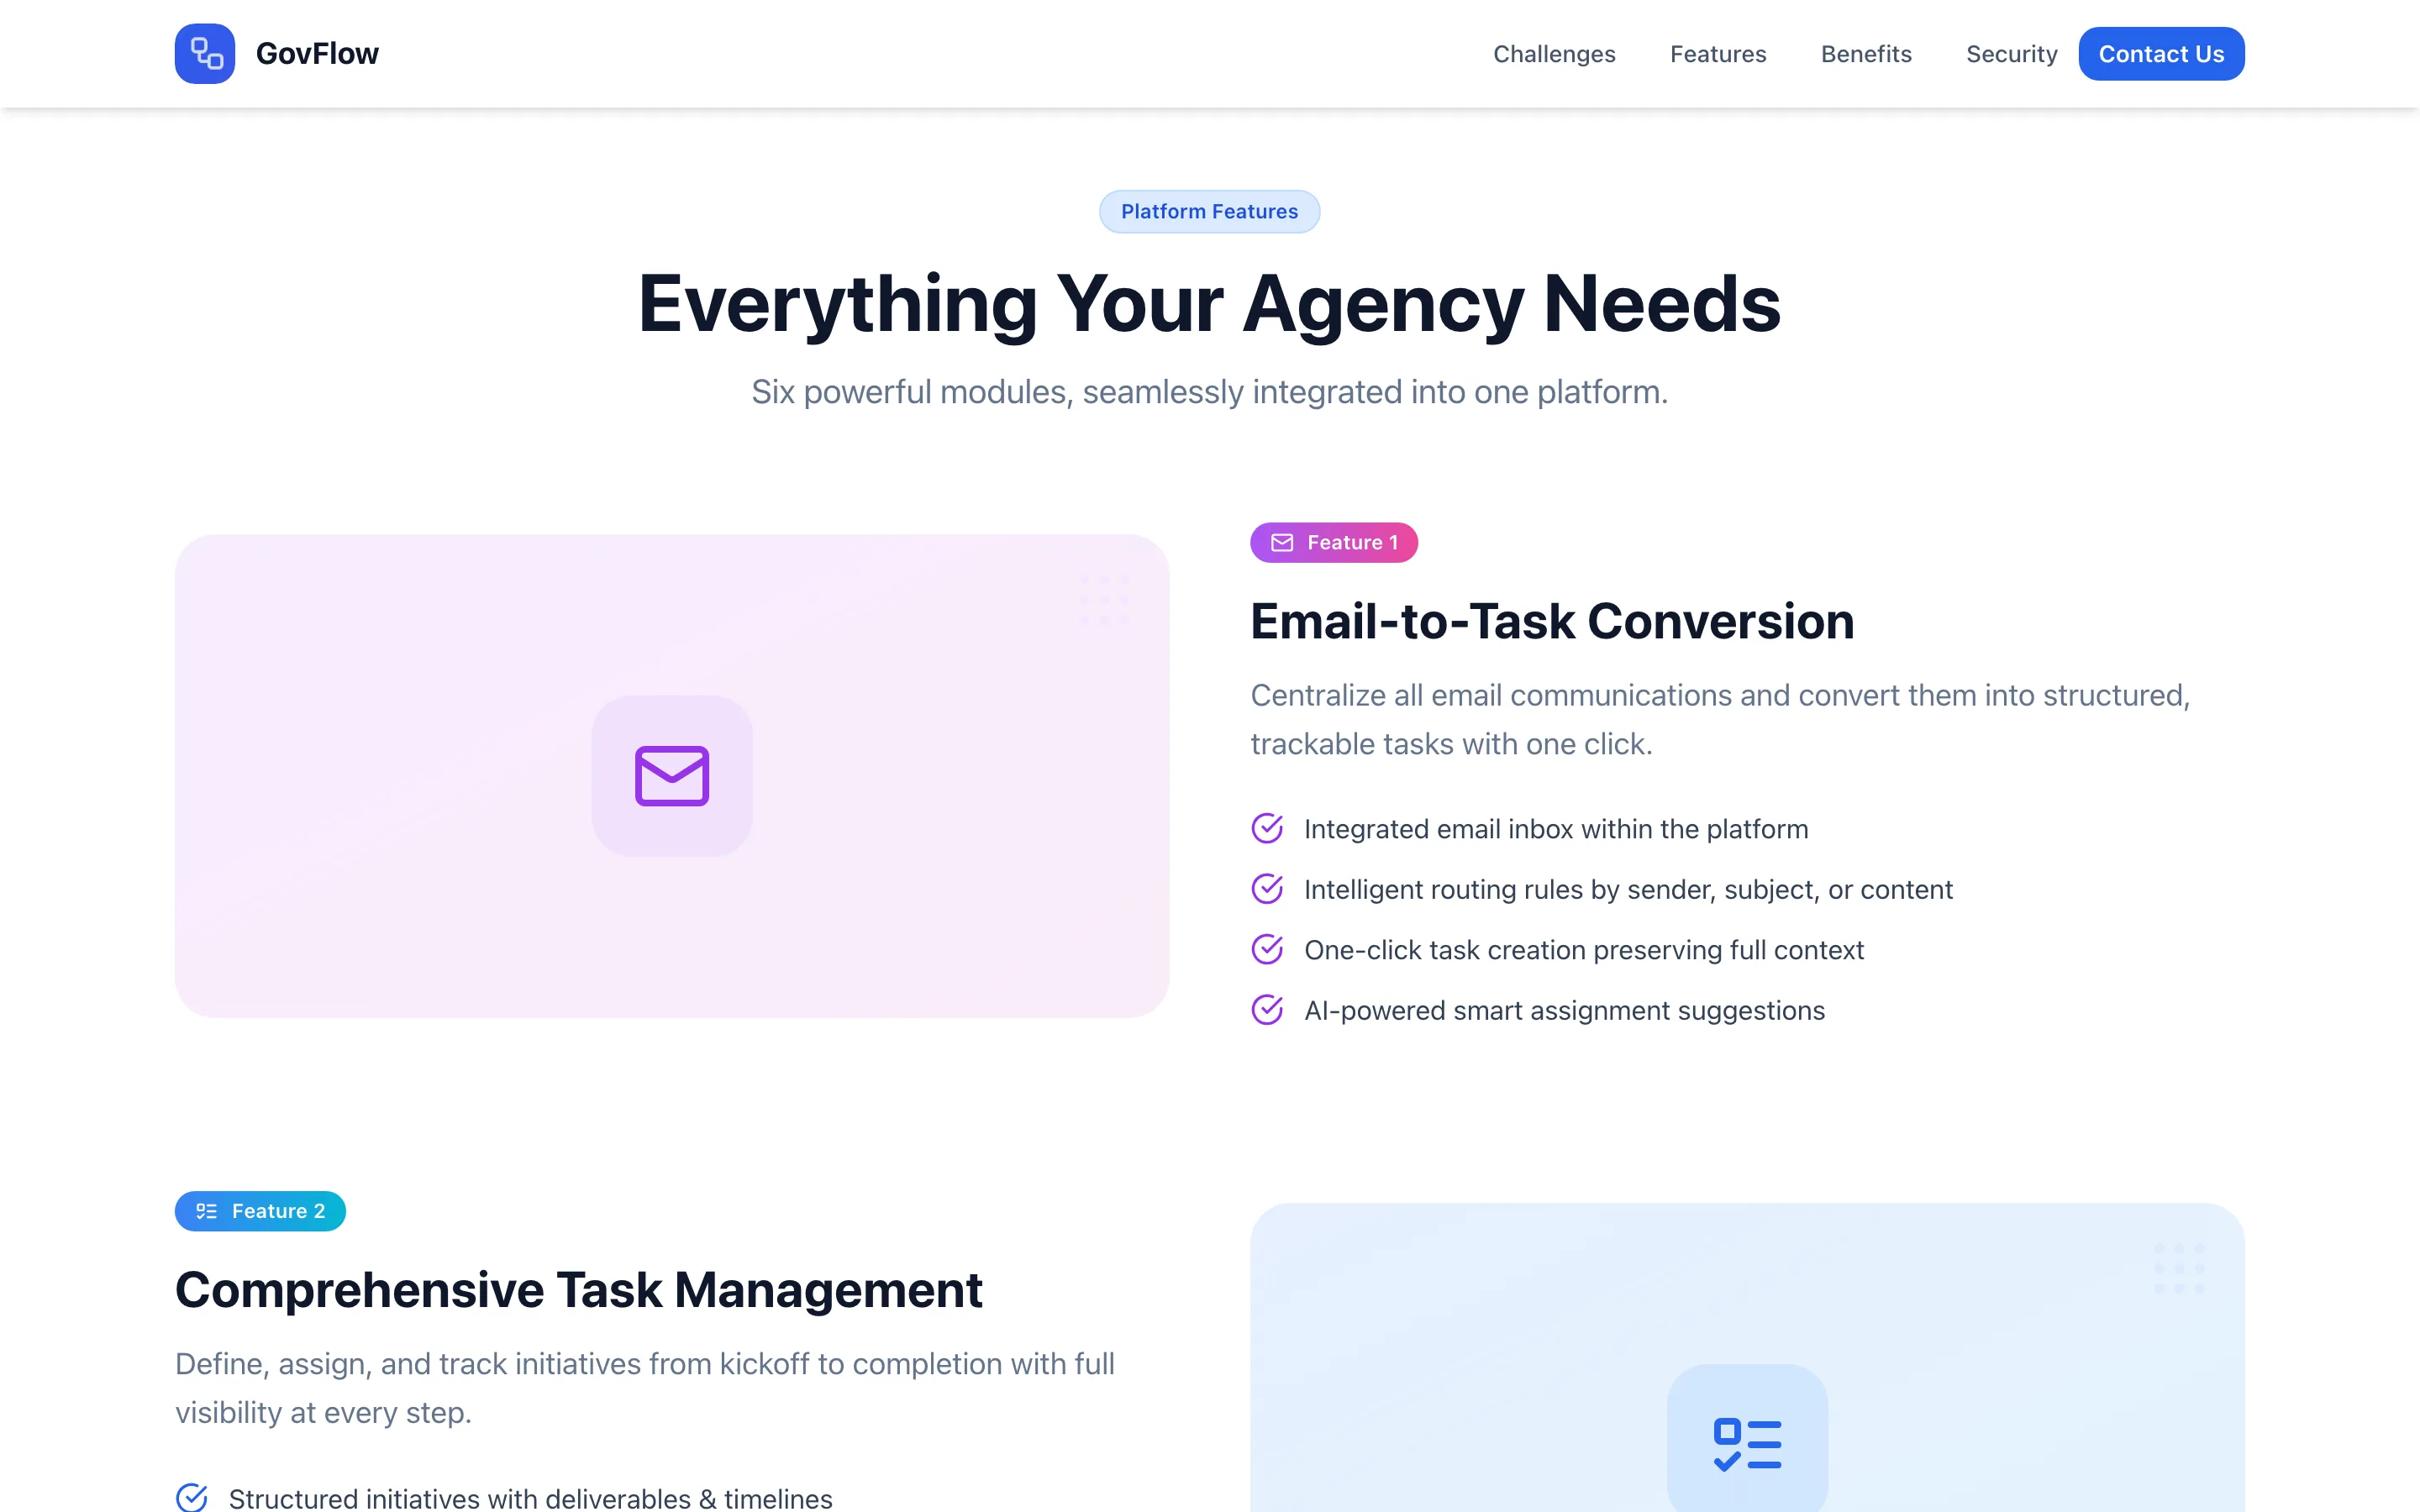 GovFlow
Challenges
Features
Benefits
Security
Contact Us
Platform Features
Everything Your Agency Needs
Six powerful modules, seamlessly integrated into one platform.
Feature 1
Email-to-Task Conversion
Centralize all email communications and convert them into structured,
trackable tasks with one click.
Integrated email inbox within the platform
Intelligent routing rules by sender, subject, or content
One-click task creation preserving full context
AI-powered smart assignment suggestions
Feature 2
Comprehensive Task Management
Define, assign, and track initiatives from kickoff to completion with full
visibility at every step.
Structured initiatives with deliverables & timelines